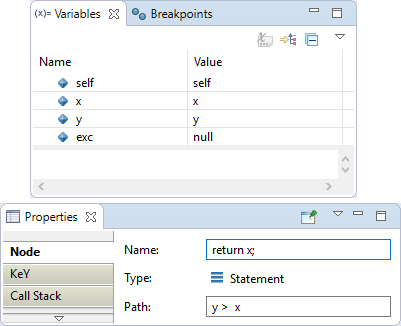 (x)= Variables Breakpoints
Name Value
self self
x x
y y
exc null
Properties
Node
KeY
Call Stack
Name: return x;
Type: Statement
Path: y > x